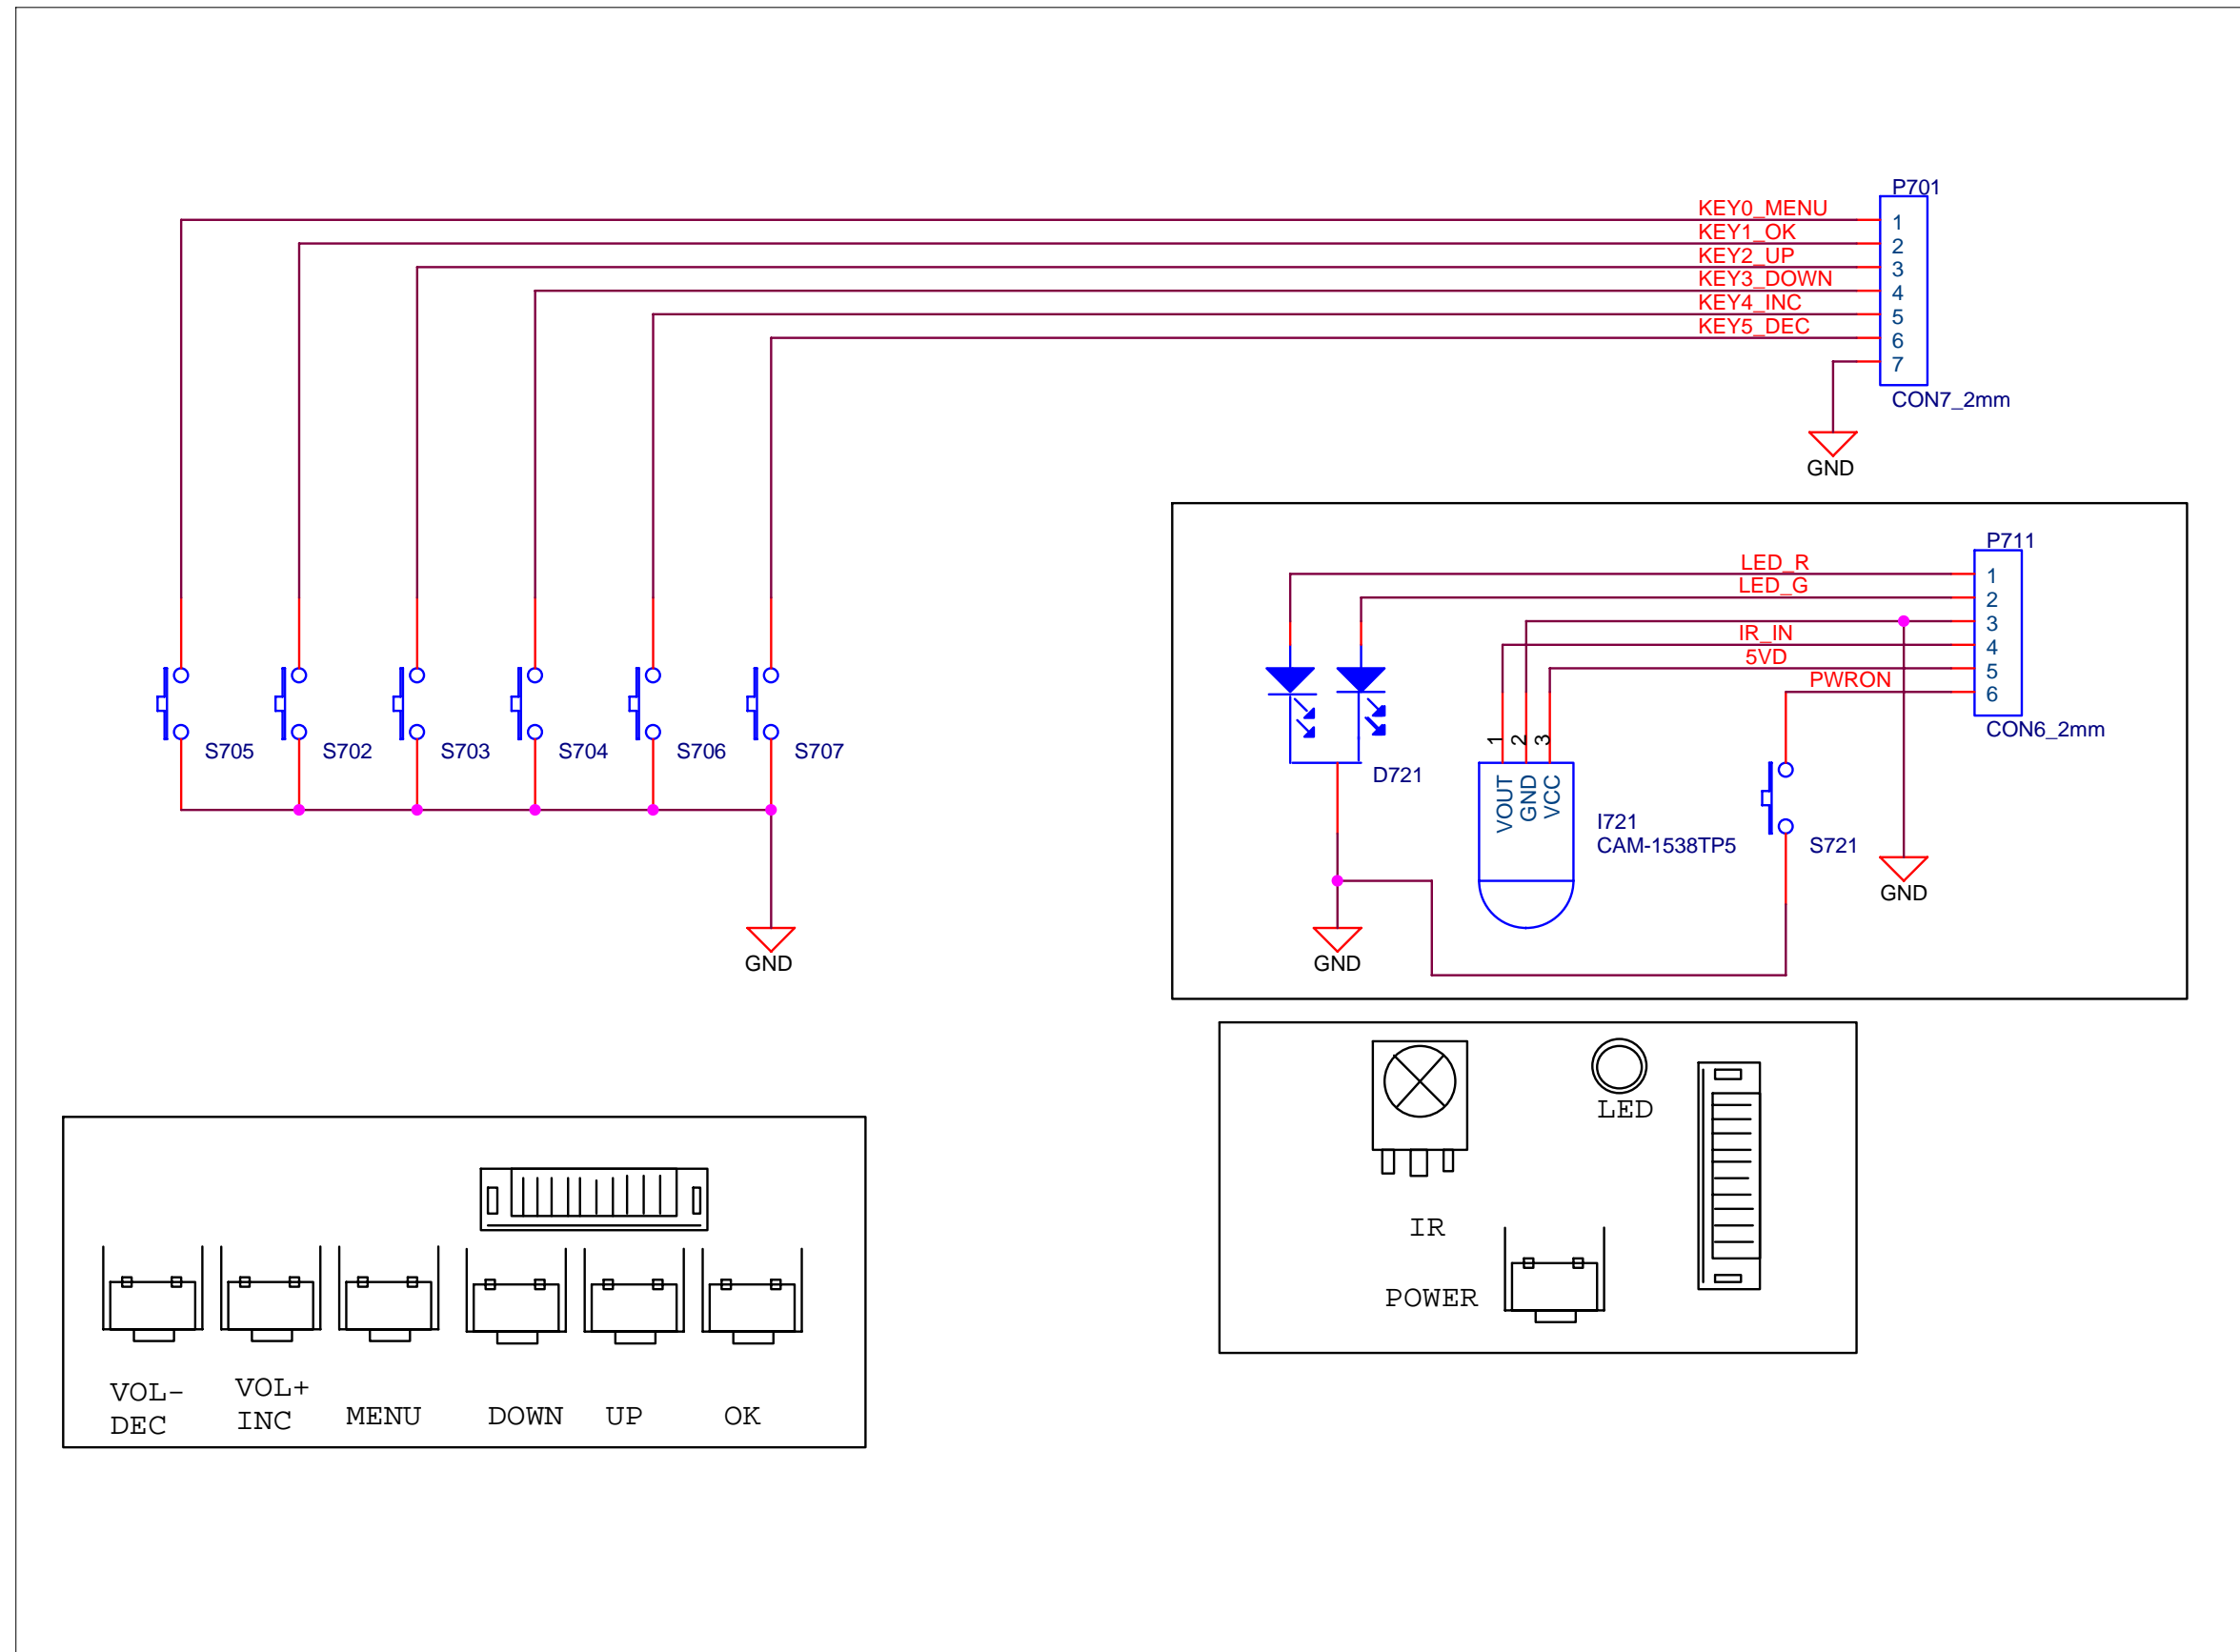 P701
KEY0_MENU
1
KEY1_OK
2
KEY2_UP
3
KEY3_DOWN
4
KEY4_INC
5
KEY5_DEC
6
7
CON7_2mm
GND
P711
LED_R
1
LED_G
2
3
IR_IN
4
5VD
5
PWRON
6
CON6_2mm
S705
S702
S703
S704
S706
S707
1
2
3
D721
VOUT
GND
VCC
I721
CAM-1538TP5
S721
GND
GND
GND
LED
IR
POWER
VOL-
DEC
VOL+
INC
MENU
DOWN
UP
OK